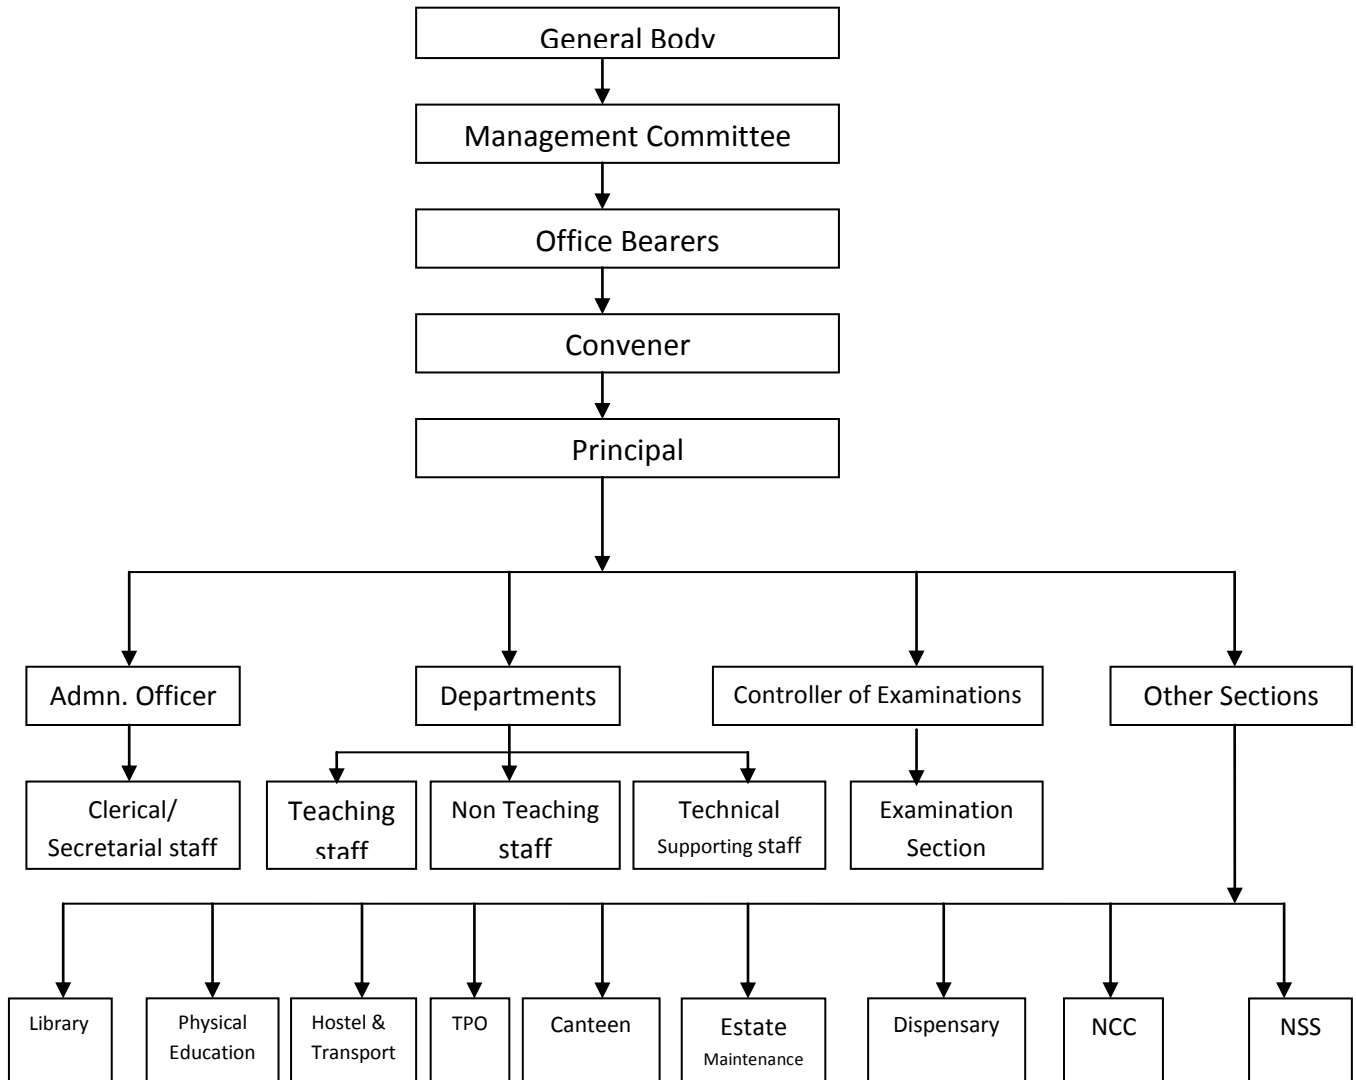 General Body
Management Committee
Office Bearers
Convener
Principal
Admn. Officer
Departments
Controller of Examinations
Other Sections
Clerical/
Secretarial staff
Teaching
staff
Non Teaching
staff
Technical
Supporting staff
Examination
Section
Library
Physical
Education
Hostel &
Transport
TPO
Canteen
Estate
Maintenance
Dispensary
NCC
NSS